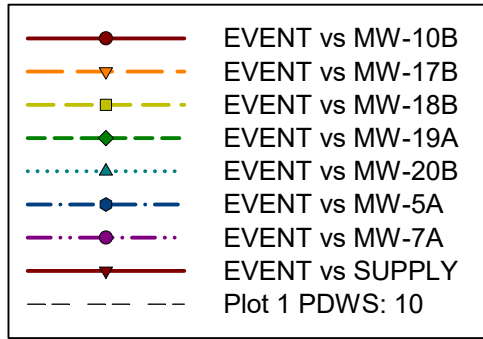 EVENT vs MW-10B
EVENT vs MW-17B
EVENT vs MW-18B
EVENT vs MW-19A
EVENT vs MW-20B
EVENT vs MW-5A
EVENT vs MW-7A
EVENT vs SUPPLY
Plot 1 PDWS: 10